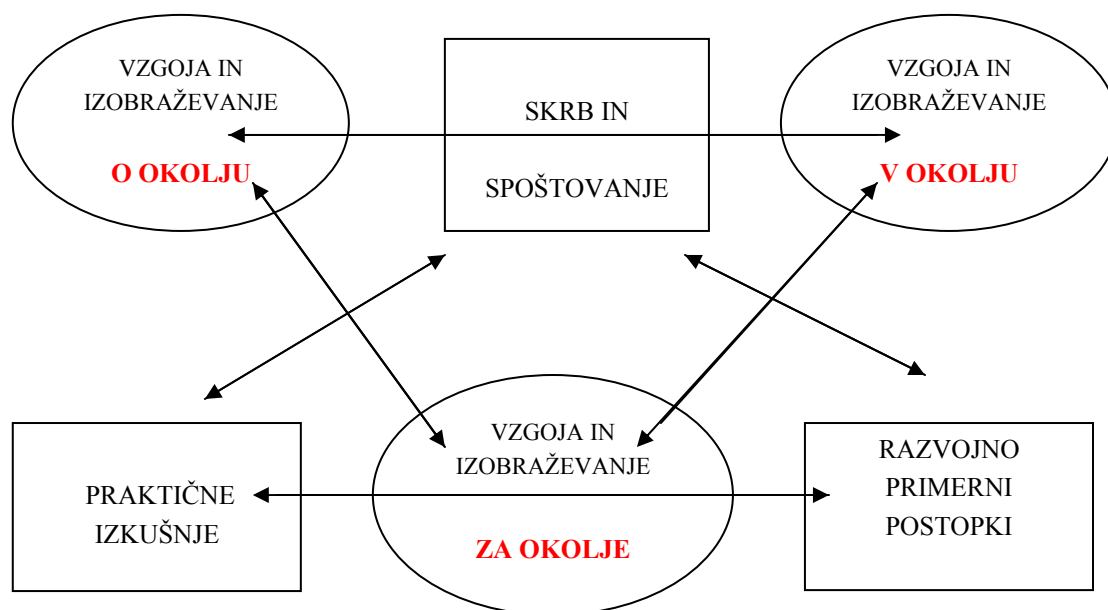 VZGOJA IN
IZOBRAŽEVANJE
O OKOLJU
SKRB IN
SPOŠTOVANJE
VZGOJA IN
IZOBRAŽEVANJE
V OKOLJU
PRAKTIČNE
IZKUŠNJE
VZGOJA IN
IZOBRAŽEVANJE
ZA OKOLJE
RAZVOJNO
PRIMERNI
POSTOPKI